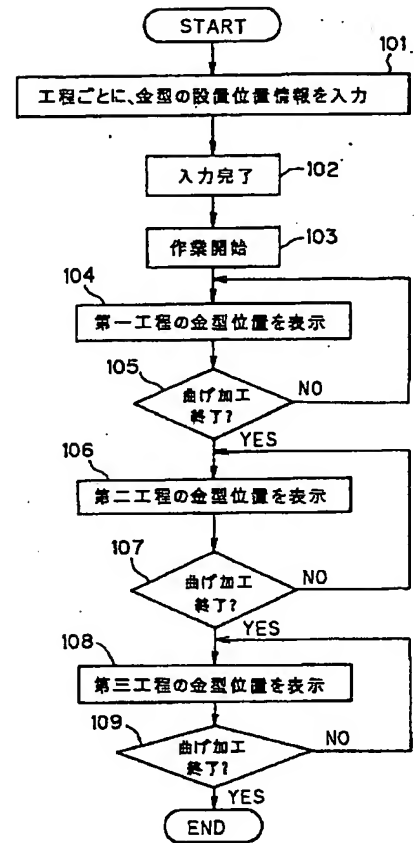 START
101
工程ごとに、金型の設置位置情報を入力
入力完了
102
作業開始
103
104
第一工程の金型位置を表示
105
曲げ加工
終了?
NO
YES
106
第二工程の金型位置を表示
107
曲げ加工
終了?
NO
YES
108
第三工程の金型位置を表示
109
曲げ加工
終了?
NO
YES
END